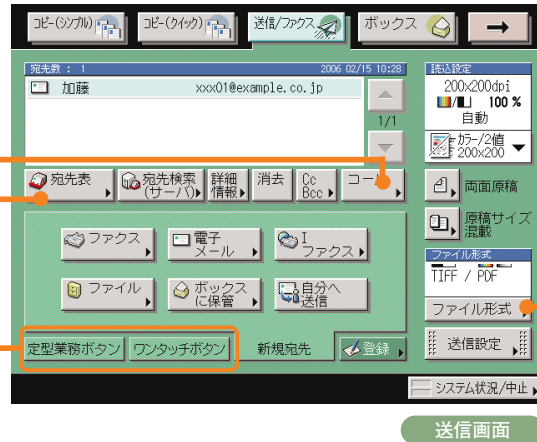 コピー(シンプル)
コピー(クイック)
送信/ファクス
ボックス
→
宛先数 : 1
2006 02/15 10:28
加藤 xxx01@example.co.jp
1/1
宛先表
宛先検索
(サーバ)
詳細
情報
消去
Cc
Bcc
ファクス
電子
メール
I
ファクス
ファイル
ボックス
に保管
自分へ
送信
定型業務ボタン
ワンタッチボタン
新規宛先
登録
読込設定
200x200dpi
100 %
自動
カラー/2値
200x200
両面原稿
原稿サイズ
混載
ファイル形式
TIFF / PDF
ファイル形式
送信設定
システム状況/中止
送信画面